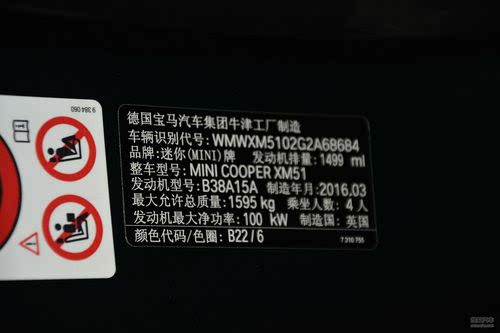 9 384 060
德国宝马汽车集团牛津工厂制造
车辆识别代号: WMWXM5102G2A68684
品牌: 迷你(MINI)牌 发动机排量: 1499 ml
整车型号: MINI COOPER XM51
发动机型号: B38A15A 制造年月: 2016.03
最大允许总质量: 1595 kg 乘坐人数: 4 人
发动机最大净功率: 100 kW 制造国: 英国
颜色代码/色圈: B22 / 6
7 310 755